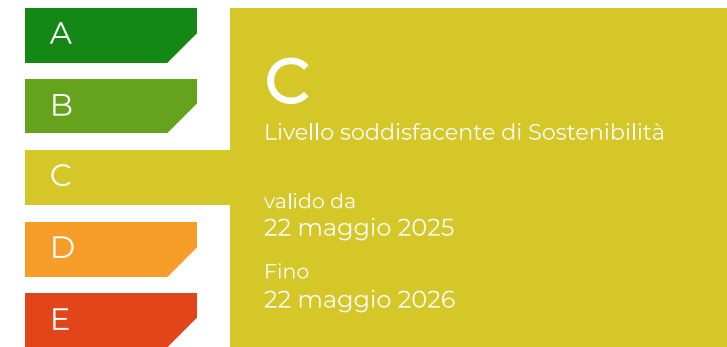 A
B
C
D
E
C
Livello soddisfacente di Sostenibilità
valido da
22 maggio 2025
Fino
22 maggio 2026